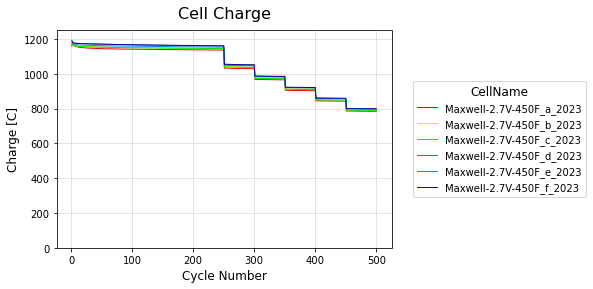 Cell Charge
Charge [C]
1200
1000
800
600
400
200
0
0 100 200 300 400 500
Cycle Number
CellName
Maxwell-2.7V-450F_a_2023
Maxwell-2.7V-450F_b_2023
Maxwell-2.7V-450F_c_2023
Maxwell-2.7V-450F_d_2023
Maxwell-2.7V-450F_e_2023
Maxwell-2.7V-450F_f_2023